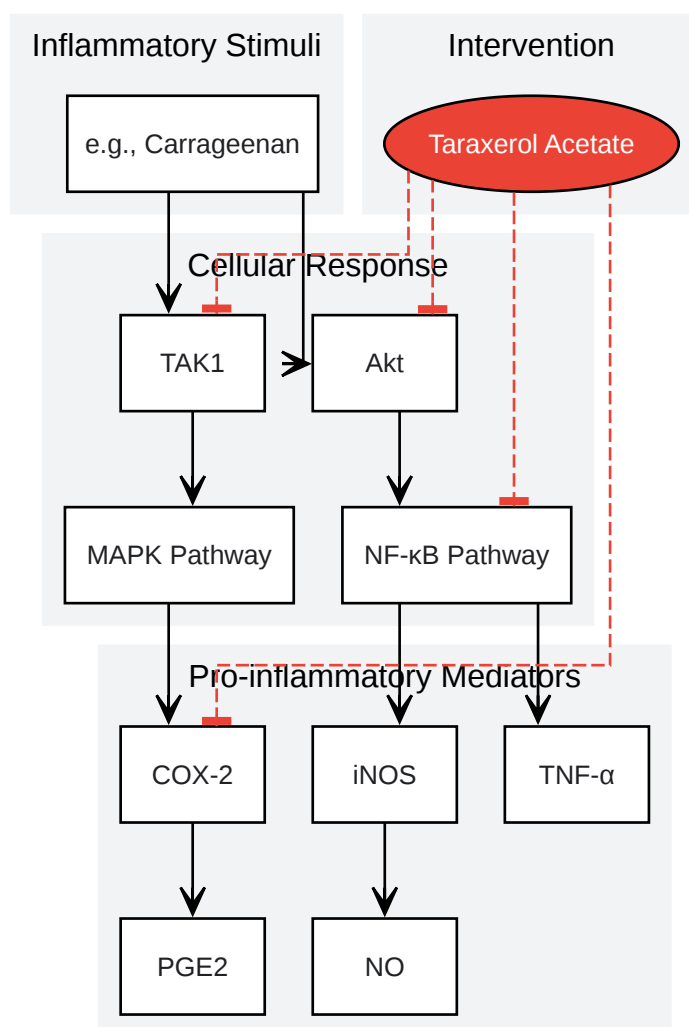 Inflammatory Stimuli
Intervention
e.g., Carrageenan
Taraxerol Acetate
Cellular Response
TAK1
Akt
MAPK Pathway
NF-κB Pathway
Pro-inflammatory Mediators
COX-2
iNOS
TNF-α
PGE2
NO